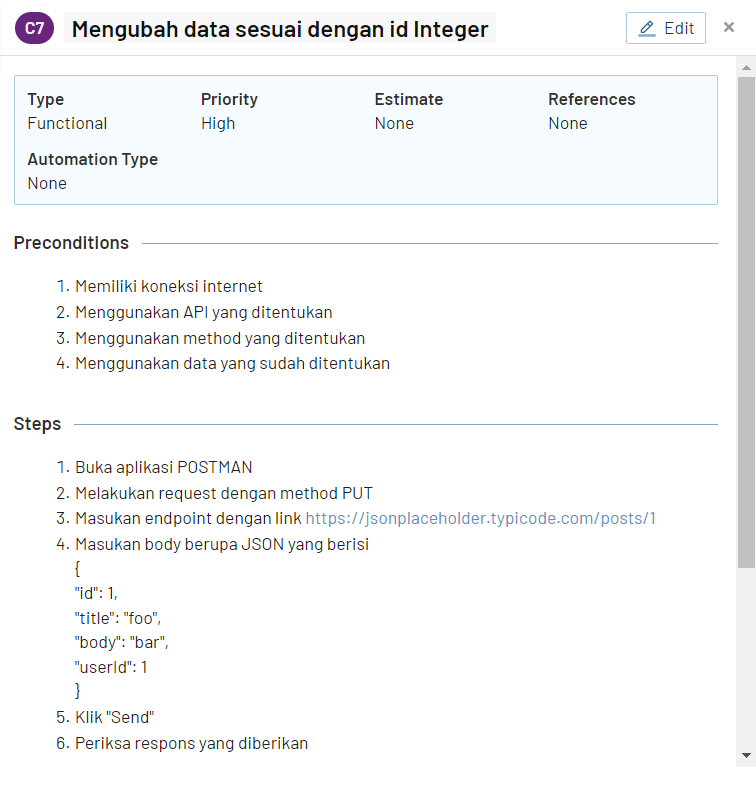 C7 Mengubah data sesuai dengan id Integer Edit ×
Type Priority Estimate References
Functional High None None
Automation Type
None
Preconditions
1. Memiliki koneksi internet
2. Menggunakan API yang ditentukan
3. Menggunakan method yang ditentukan
4. Menggunakan data yang sudah ditentukan
Steps
1. Buka aplikasi POSTMAN
2. Melakukan request dengan method PUT
3. Masukan endpoint dengan link https://jsonplaceholder.typicode.com/posts/1
4. Masukan body berupa JSON yang berisi
{
"id": 1,
"title": "foo",
"body": "bar",
"userId": 1
}
5. Klik "Send"
6. Periksa respons yang diberikan